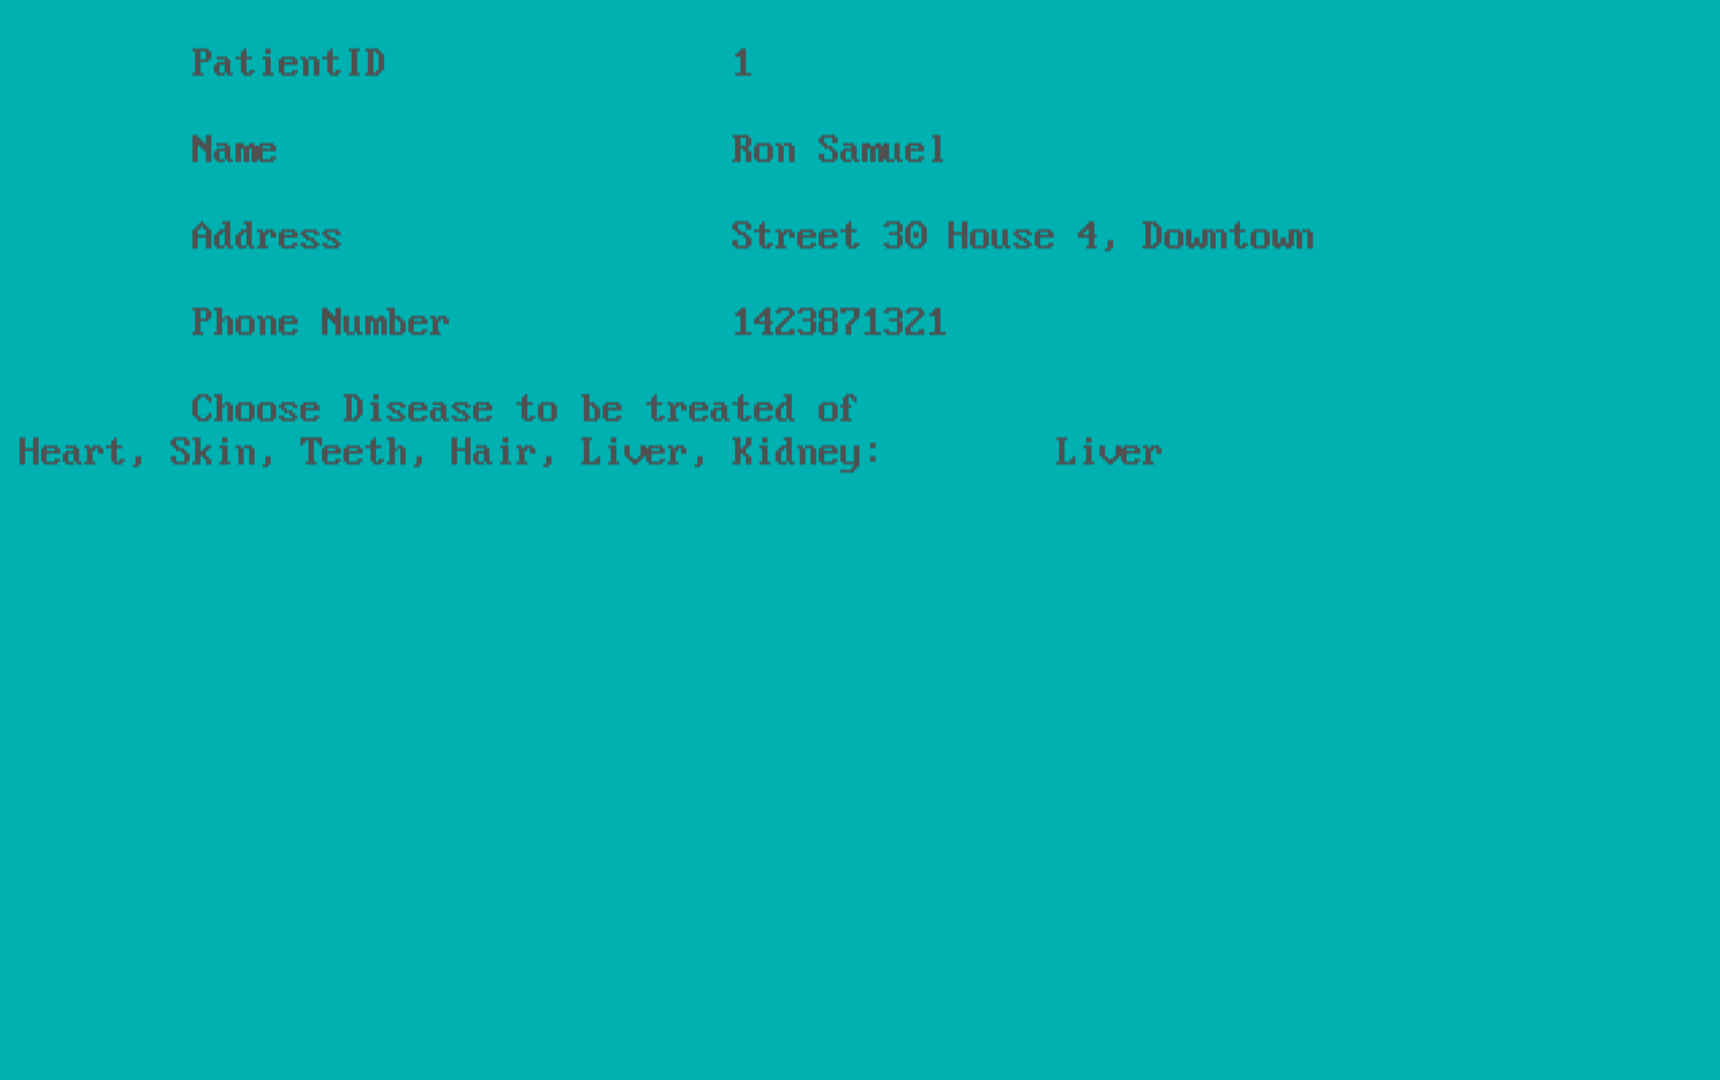 PatientID 1
Name Ron Samuel
Address Street 30 House 4, Downtown
Phone Number 1423871321
Choose Disease to be treated of
Heart, Skin, Teeth, Hair, Liver, Kidney: Liver